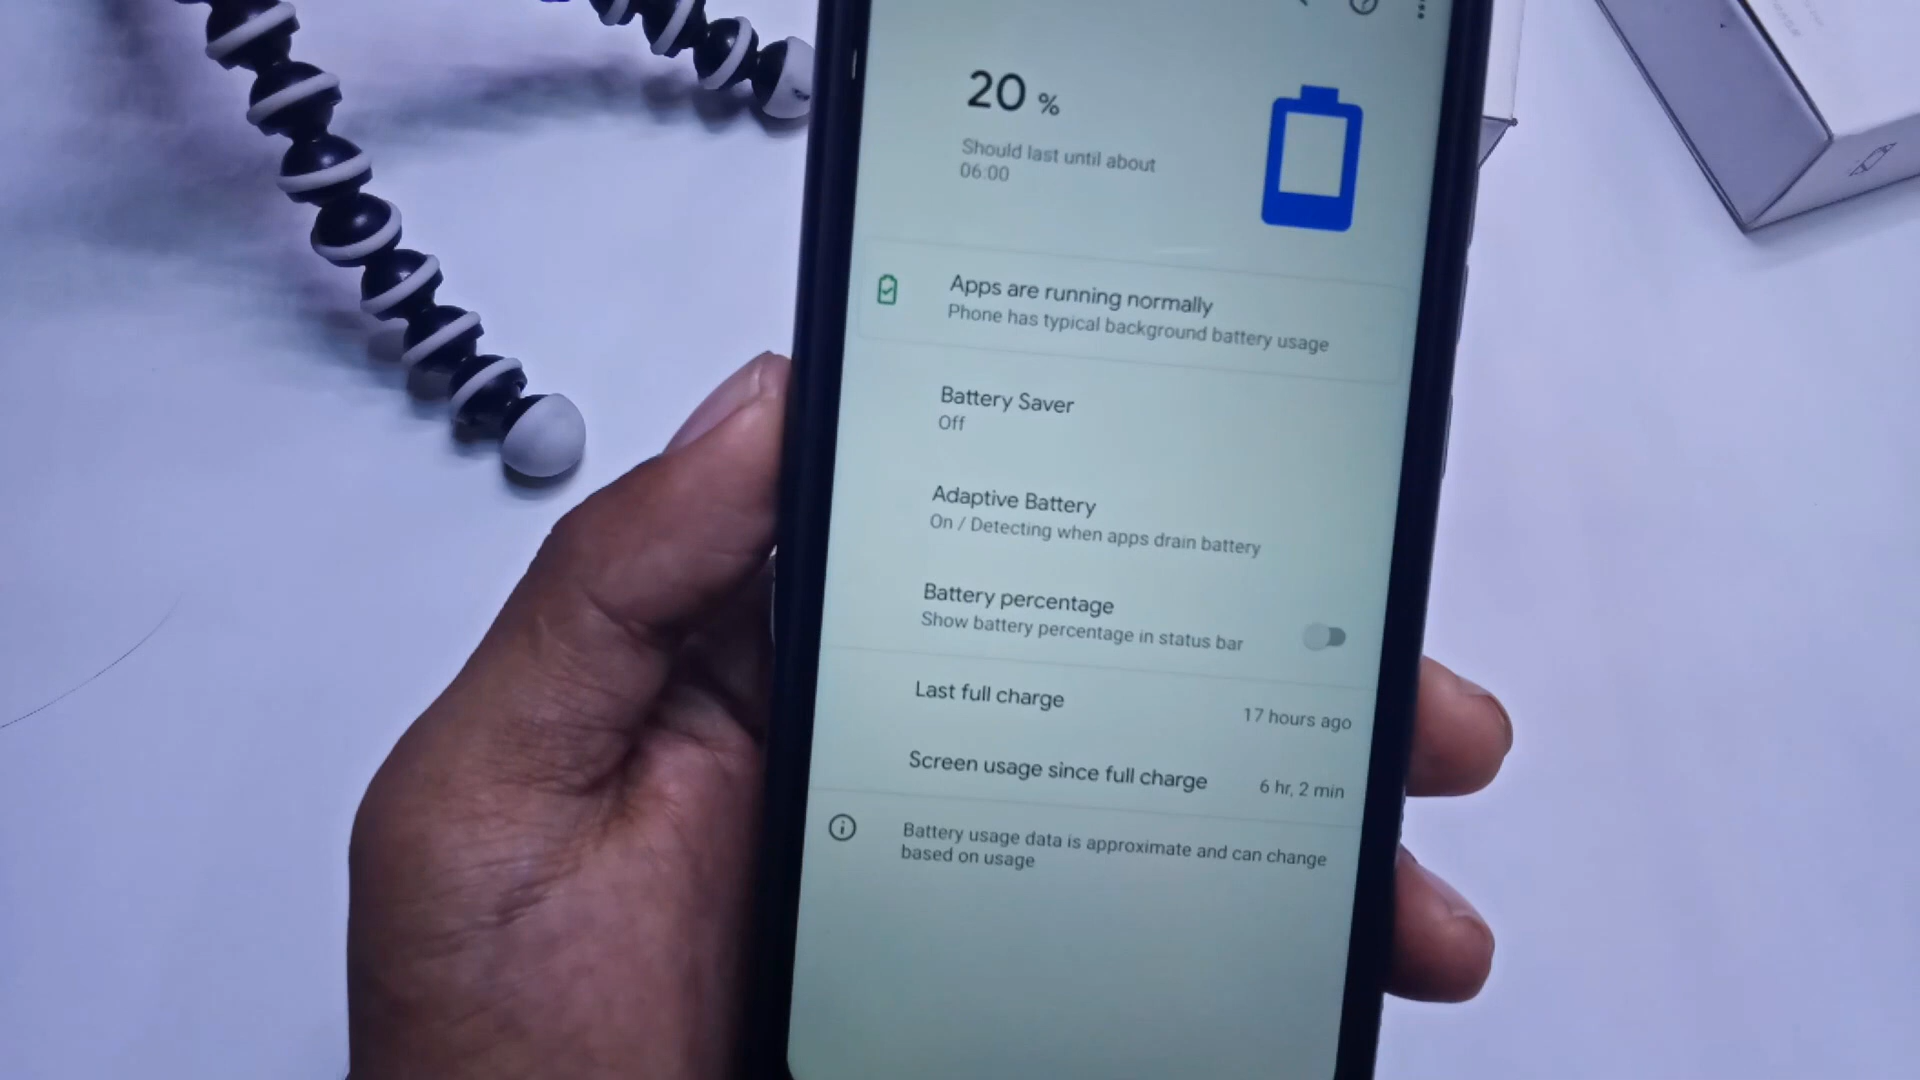 20 %
Should last until about
06:00
Apps are running normally
Phone has typical background battery usage
Battery Saver
Off
Adaptive Battery
On / Detecting when apps drain battery
Battery percentage
Show battery percentage in status bar
Last full charge
17 hours ago
Screen usage since full charge
6 hr, 2 min
Battery usage data is approximate and can change
based on usage